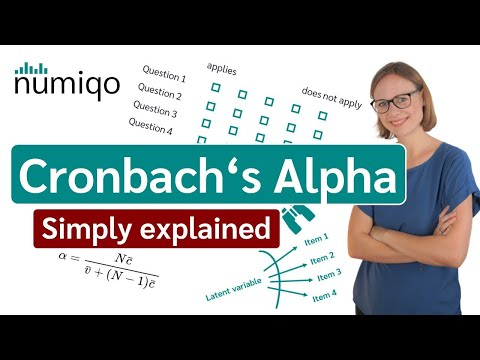 numiqo
applies
does not apply
Question 1
Question 2
Question 3
Question 4
Cronbach‘s Alpha
Simply explained
α = Nc̄ / v̄ + (N − 1)c̄
Latent variable
Item 1
Item 2
Item 3
Item 4